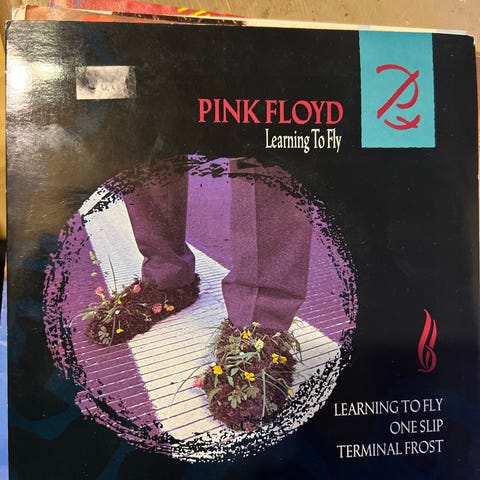 PINK FLOYD
Learning To Fly
LEARNING TO FLY
ONE SLIP
TERMINAL FROST